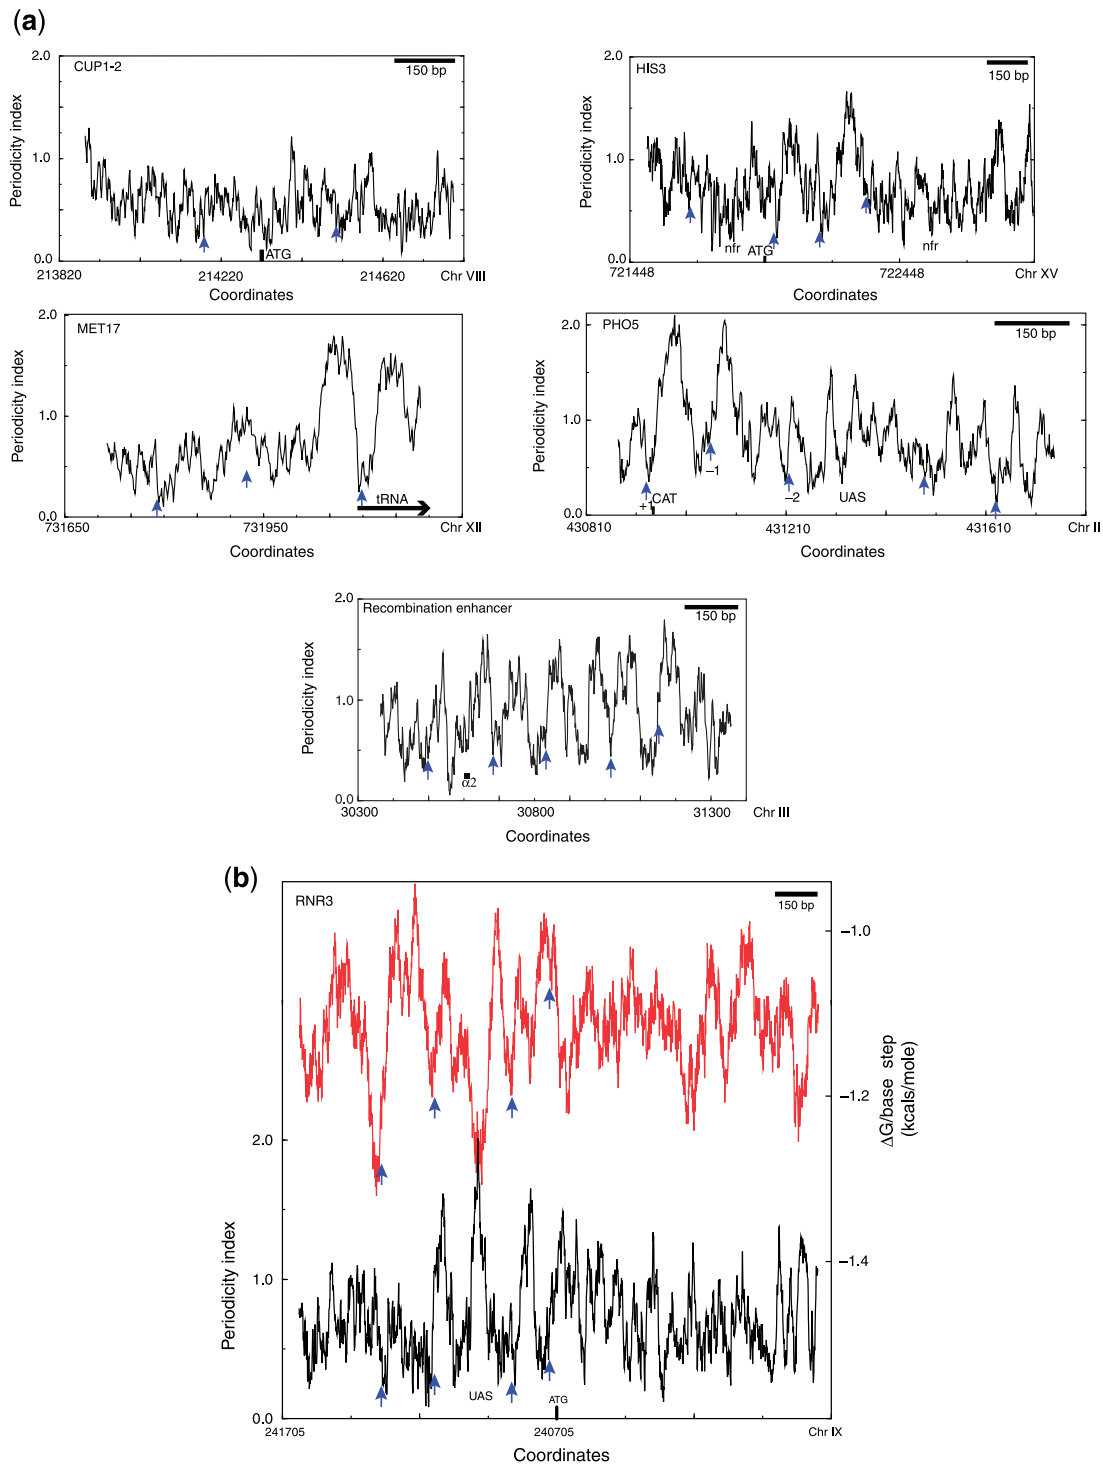 (a)
CUP1-2
150 bp
2.0
1.0
0.0
Periodicity index
ATG
213820
214220
214620
Chr VIII
Coordinates
HIS3
150 bp
2.0
1.0
0.0
Periodicity index
nfr
ATG
nfr
721448
722448
Chr XV
Coordinates
MET17
2.0
1.0
0.0
Periodicity index
tRNA
731650
731950
Chr XII
Coordinates
PHO5
150 bp
2.0
1.0
0.0
Periodicity index
CAT
+1
−1
−2
UAS
430810
431210
431610
Chr II
Coordinates
Recombination enhancer
150 bp
2.0
1.0
0.0
Periodicity index
α2
30300
30800
31300
Chr III
Coordinates
(b)
RNR3
150 bp
−1.0
−1.2
−1.4
ΔG/base step
(kcals/mole)
2.0
1.0
0.0
Periodicity index
UAS
ATG
241705
240705
Chr IX
Coordinates